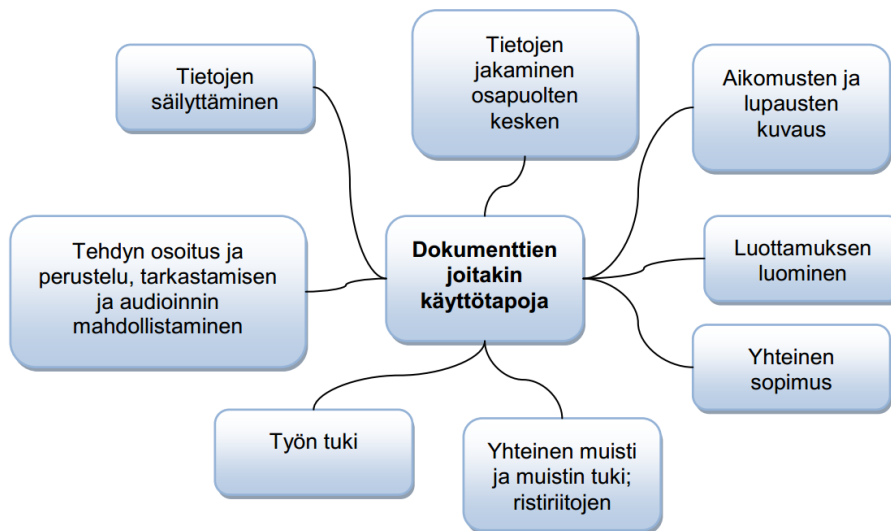 Tietojen
säilyttäminen
Tietojen
jakaminen
osapuolten
kesken
Aikomusten ja
lupausten
kuvaus
Tehdyn osoitus ja
perustelu, tarkastamisen
ja audioinnin
mahdollistaminen
Dokumenttien
joitakin
käyttötapoja
Luottamuksen
luominen
Yhteinen
sopimus
Työn tuki
Yhteinen muisti
ja muistin tuki;
ristiriitojen